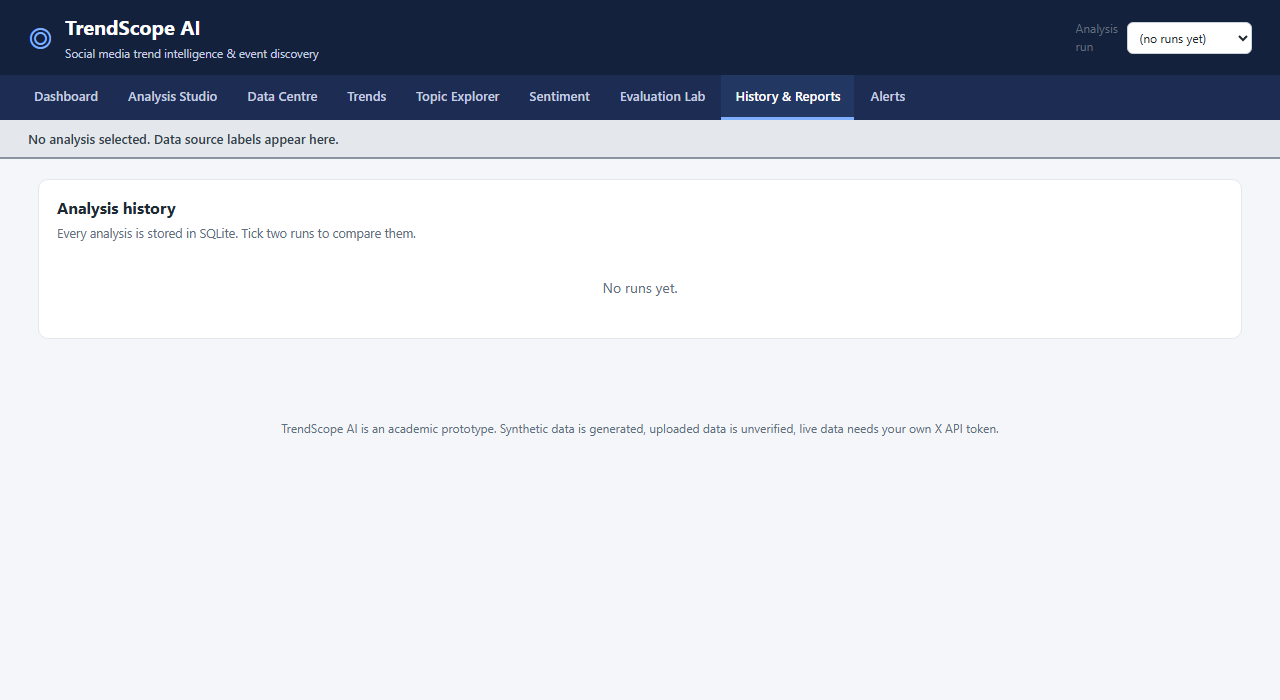 TrendScope AI
Social media trend intelligence & event discovery
Analysis
run
(no runs yet)
Dashboard
Analysis Studio
Data Centre
Trends
Topic Explorer
Sentiment
Evaluation Lab
History & Reports
Alerts
No analysis selected. Data source labels appear here.
Analysis history
Every analysis is stored in SQLite. Tick two runs to compare them.
No runs yet.
TrendScope AI is an academic prototype. Synthetic data is generated, uploaded data is unverified, live data needs your own X API token.